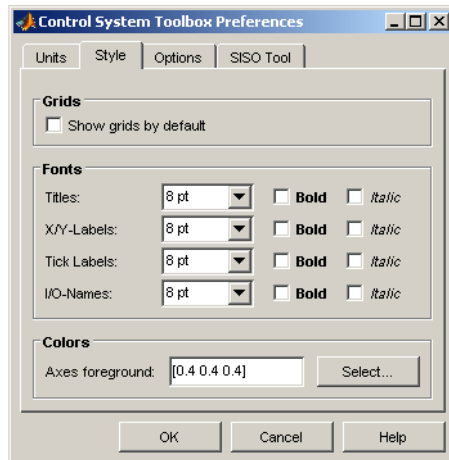 Control System Toolbox Preferences
Units Style Options SISO Tool
Grids
Show grids by default
Fonts
Titles: 8 pt Bold Italic
X/Y-Labels: 8 pt Bold Italic
Tick Labels: 8 pt Bold Italic
I/O-Names: 8 pt Bold Italic
Colors
Axes foreground: [0.4 0.4 0.4] Select...
OK Cancel Help